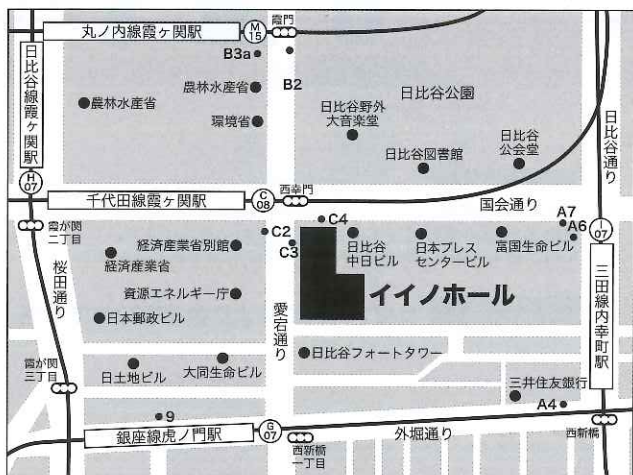 丸ノ内線霞ヶ関駅
M
15
霞門
B3a
B2
日比谷線霞ヶ関駅
農林水産省
農林水産省
環境省
日比谷公園
日比谷野外
大音楽堂
日比谷図書館
日比谷
公会堂
日比谷通り
H
07
千代田線霞ヶ関駅
C
08
西幸門
国会通り
霞が関
二丁目
桜田通り
C2
C3
C4
A7
A6
I
07
経済産業省別館
経済産業省
資源エネルギー庁
日本郵政ビル
愛宕通り
日比谷
中日ビル
日本プレス
センタービル
富国生命ビル
イイノホール
三田線内幸町駅
霞が関
三丁目
日土地ビル
大同生命ビル
日比谷フォートタワー
三井住友銀行
A4
9
銀座線虎ノ門駅
G
07
西新橋
一丁目
外堀通り
西新橋